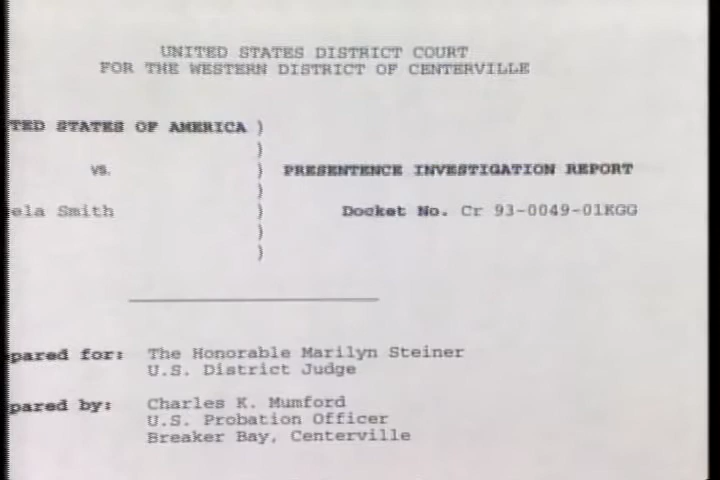 UNITED STATES DISTRICT COURT
FOR THE WESTERN DISTRICT OF CENTERVILLE
TED STATES OF AMERICA )
)
VS. ) PRESENTENCE INVESTIGATION REPORT
)
ela Smith ) Docket No. Cr 93-0049-01KGG
)
)
pared for: The Honorable Marilyn Steiner
U.S. District Judge
pared by: Charles K. Mumford
U.S. Probation Officer
Breaker Bay, Centerville